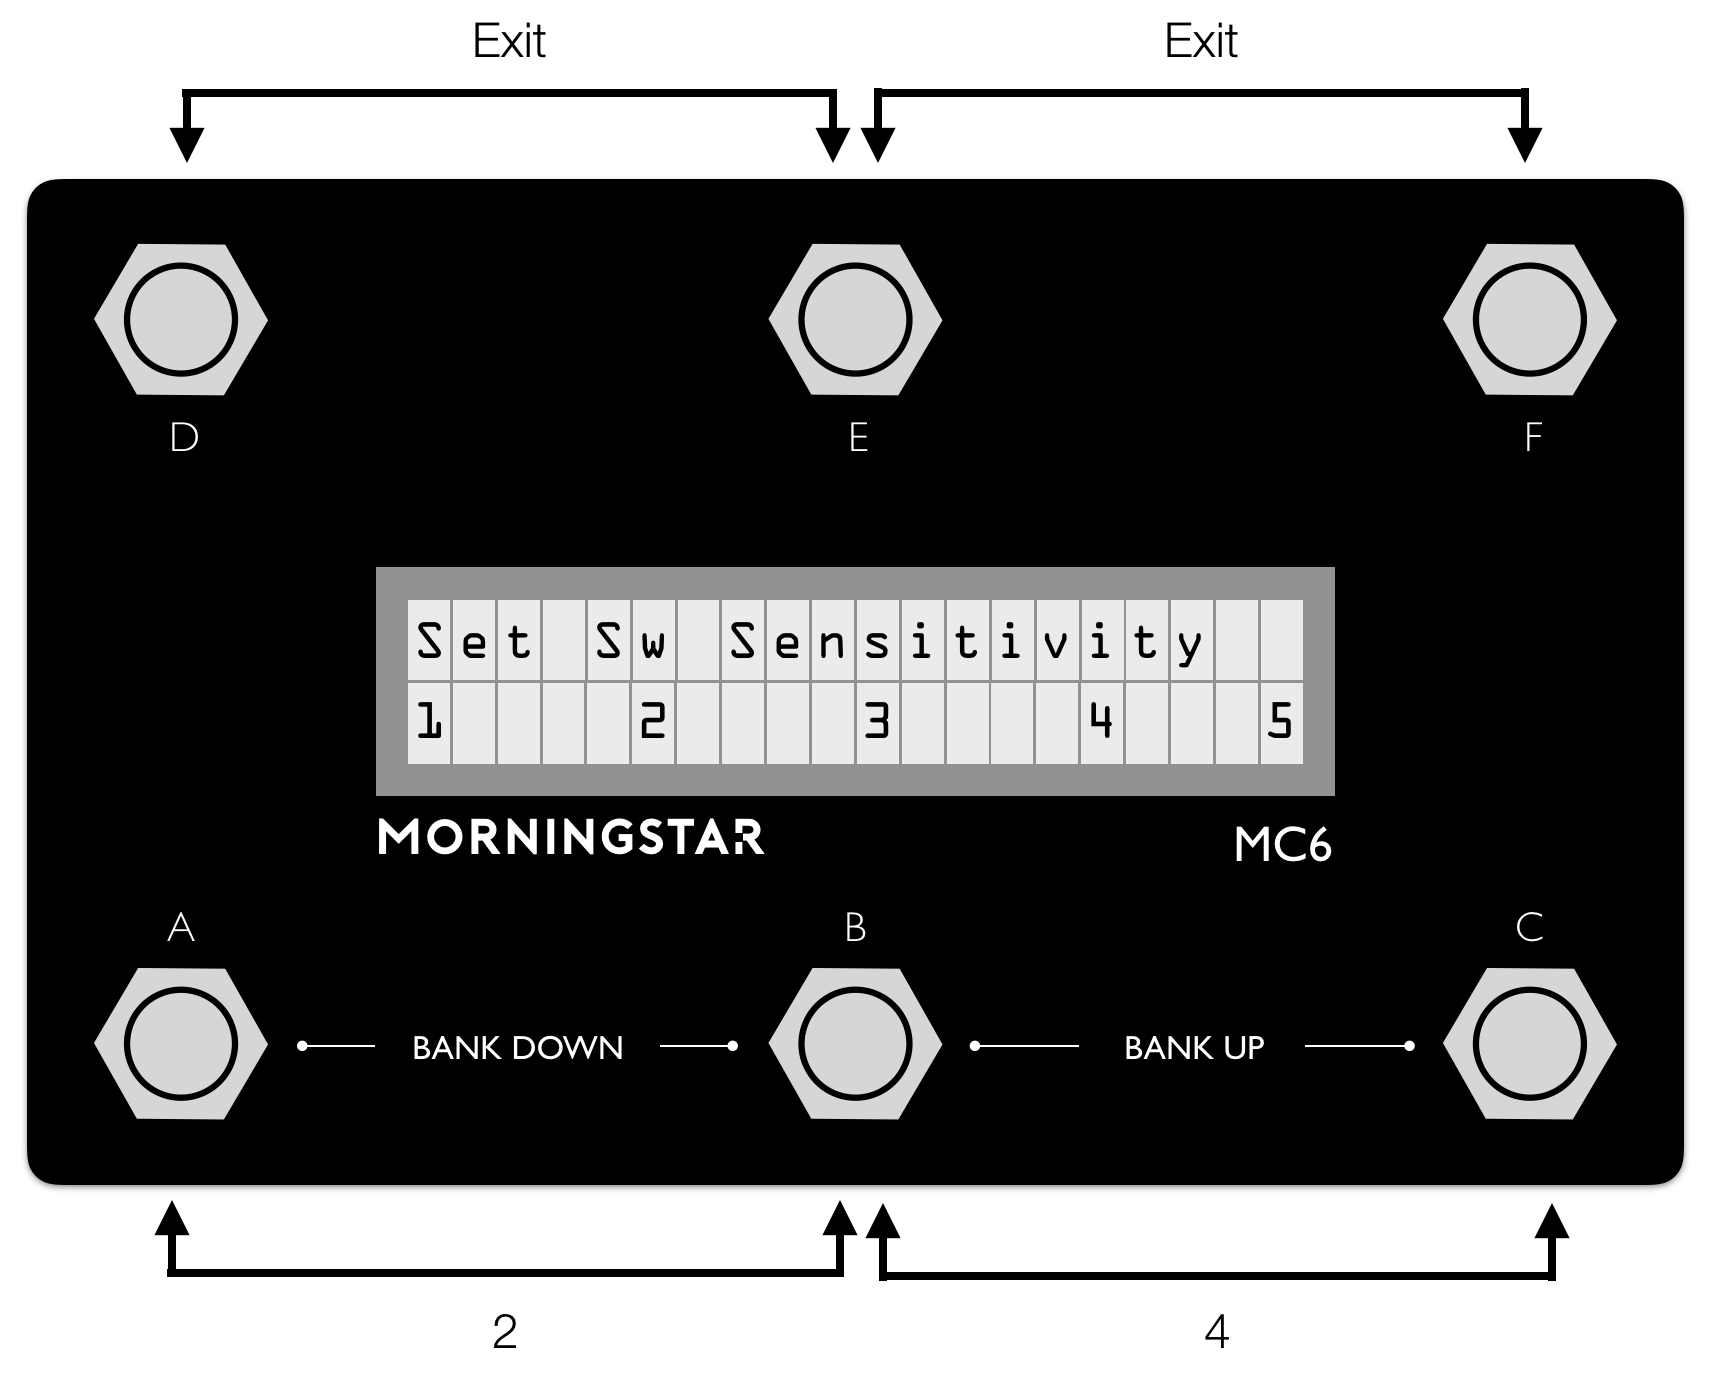 Exit Exit
D E F
Set Sw Sensitivity
1 2 3 4 5
MORNINGSTAR MC6
A B C
BANK DOWN BANK UP
2 4